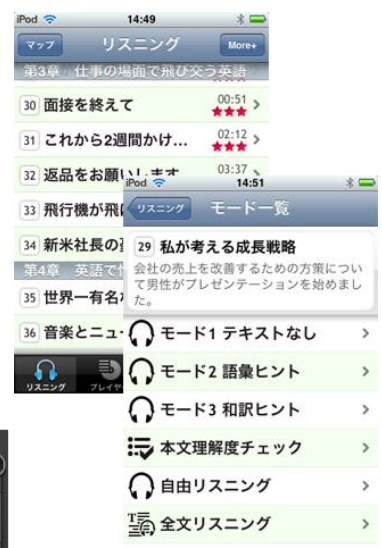 iPod 14:49
マップ リスニング More+
第3章 仕事の場面で飛び交う英語
30 面接を終えて 00:51
★★★
31 これから2週間かけ... 02:12
★★★
32 返品をお願いします 03:37
33 飛行機が飛
34 新米社長の
第4章 英語で
35 世界一有名
36 音楽とニュー
リスニング プレイヤー
iPod 14:51
リスニング モード一覧
29 私が考える成長戦略
会社の売上を改善するための方策につい
て男性がプレゼンテーションを始めまし
た。
モード1 テキストなし
モード2 語彙ヒント
モード3 和訳ヒント
本文理解度チェック
自由リスニング
全文リスニング